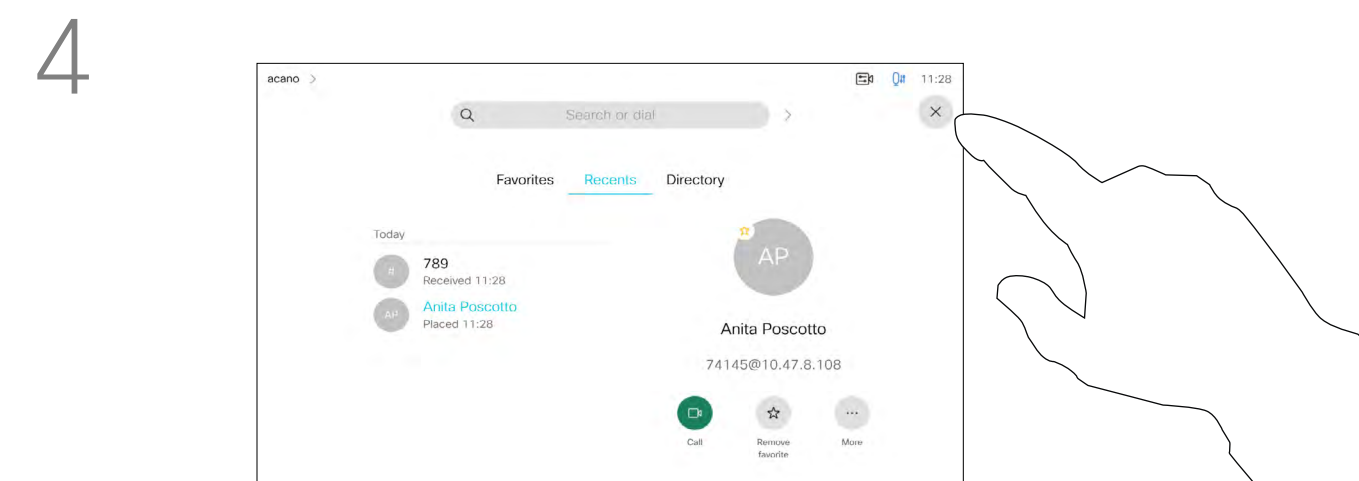 4
acano > 11:28
Search or dial >
Favorites Recents Directory
Today
AP
#
789
Received 11:28
AP
Anita Poscotto
Placed 11:28
Anita Poscotto
74145@10.47.8.108
Call
Remove
favorite
More